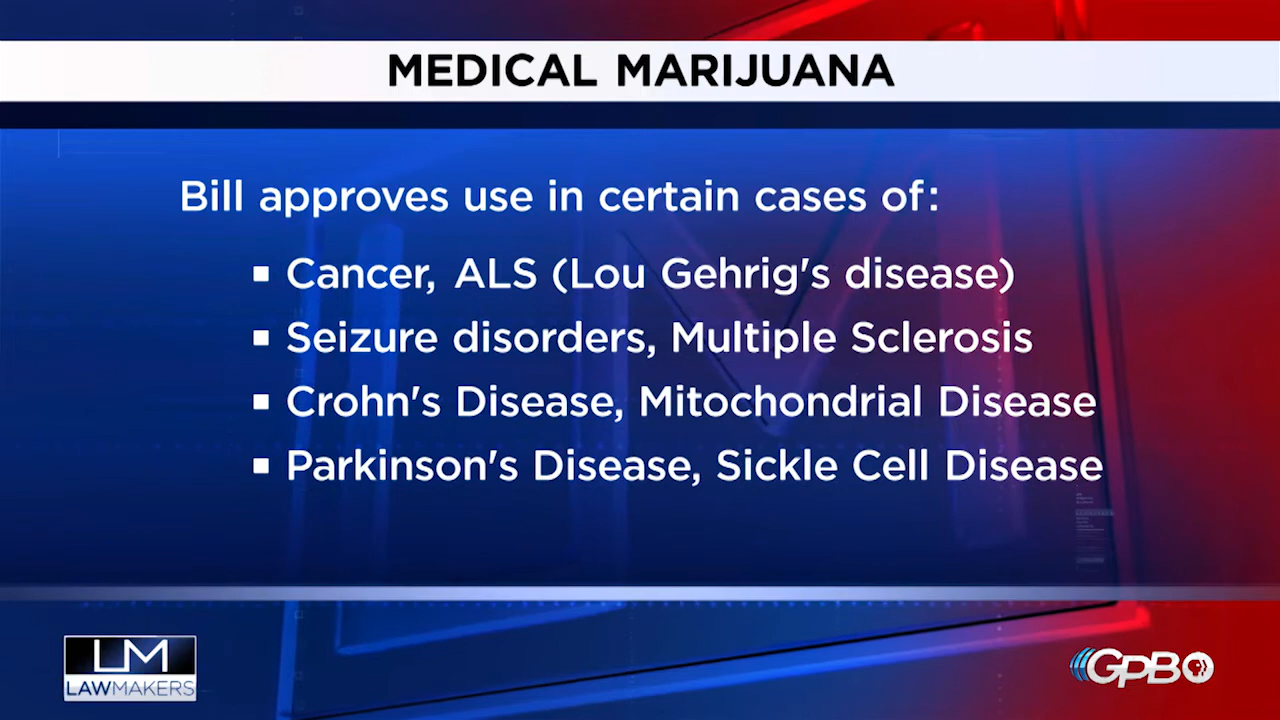 MEDICAL MARIJUANA
Bill approves use in certain cases of:
▪ Cancer, ALS (Lou Gehrig's disease)
▪ Seizure disorders, Multiple Sclerosis
▪ Crohn's Disease, Mitochondrial Disease
▪ Parkinson's Disease, Sickle Cell Disease
LM
LAWMAKERS
GPB